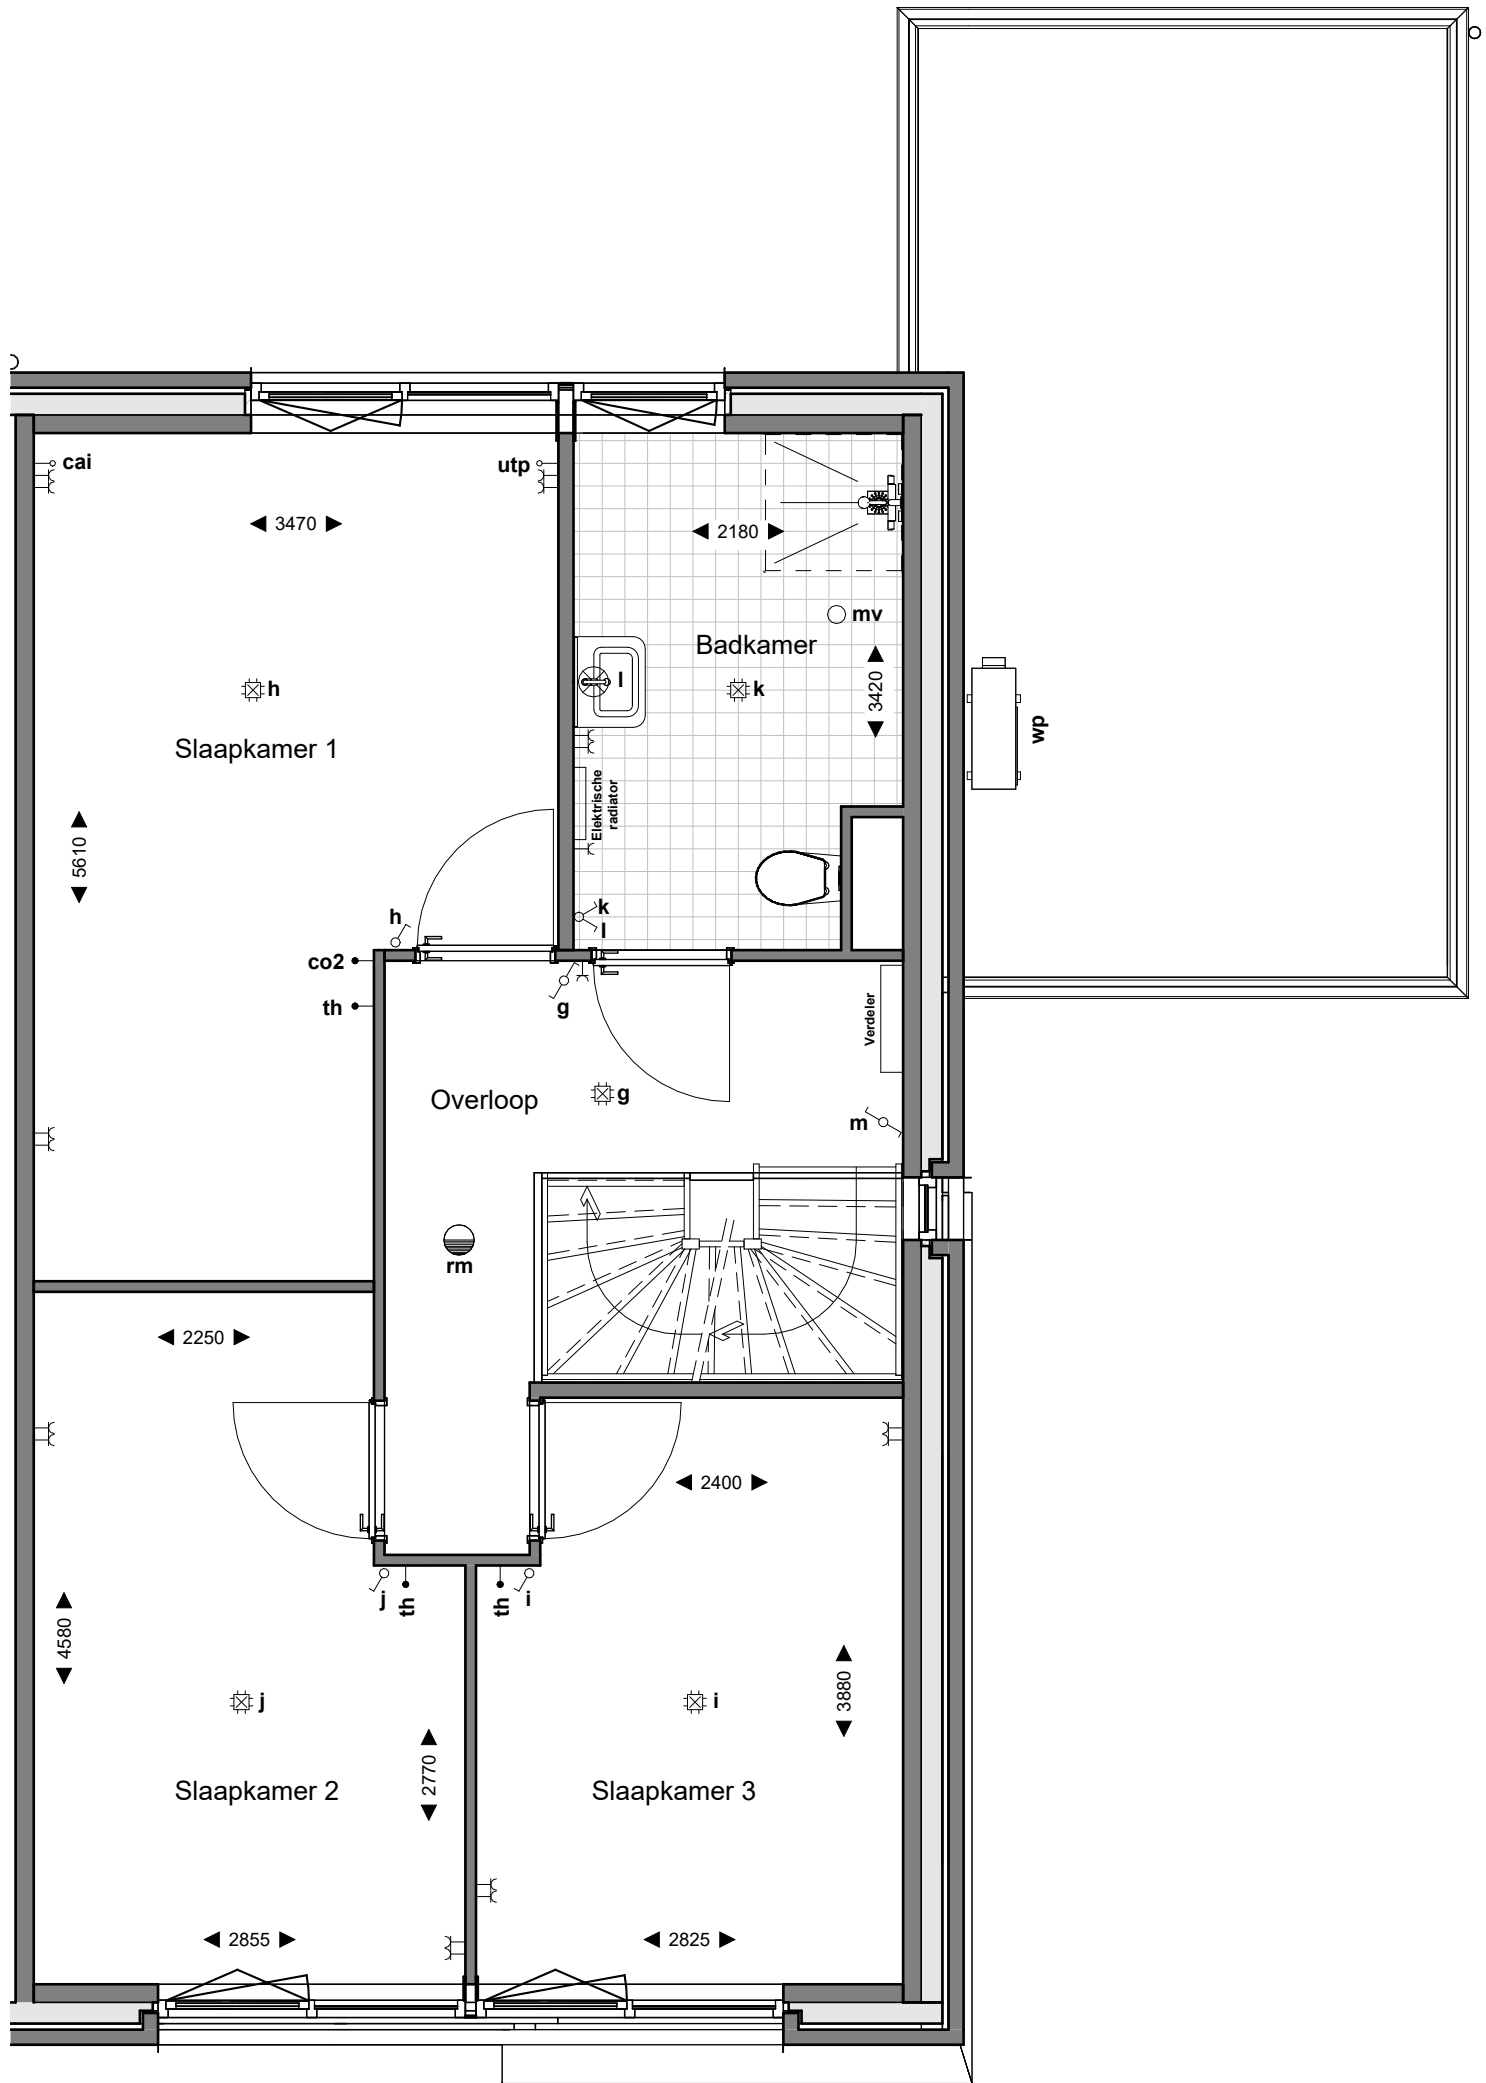 cai
utp
3470
2180
mv
Badkamer
h
l
k
3420
Slaapkamer 1
wp
Elektrische
radiator
5610
h
k
l
co2
th
g
Verdeler
Overloop
g
m
rm
2250
2400
j
th
th
i
4580
3880
j
i
2770
Slaapkamer 2
Slaapkamer 3
2855
2825